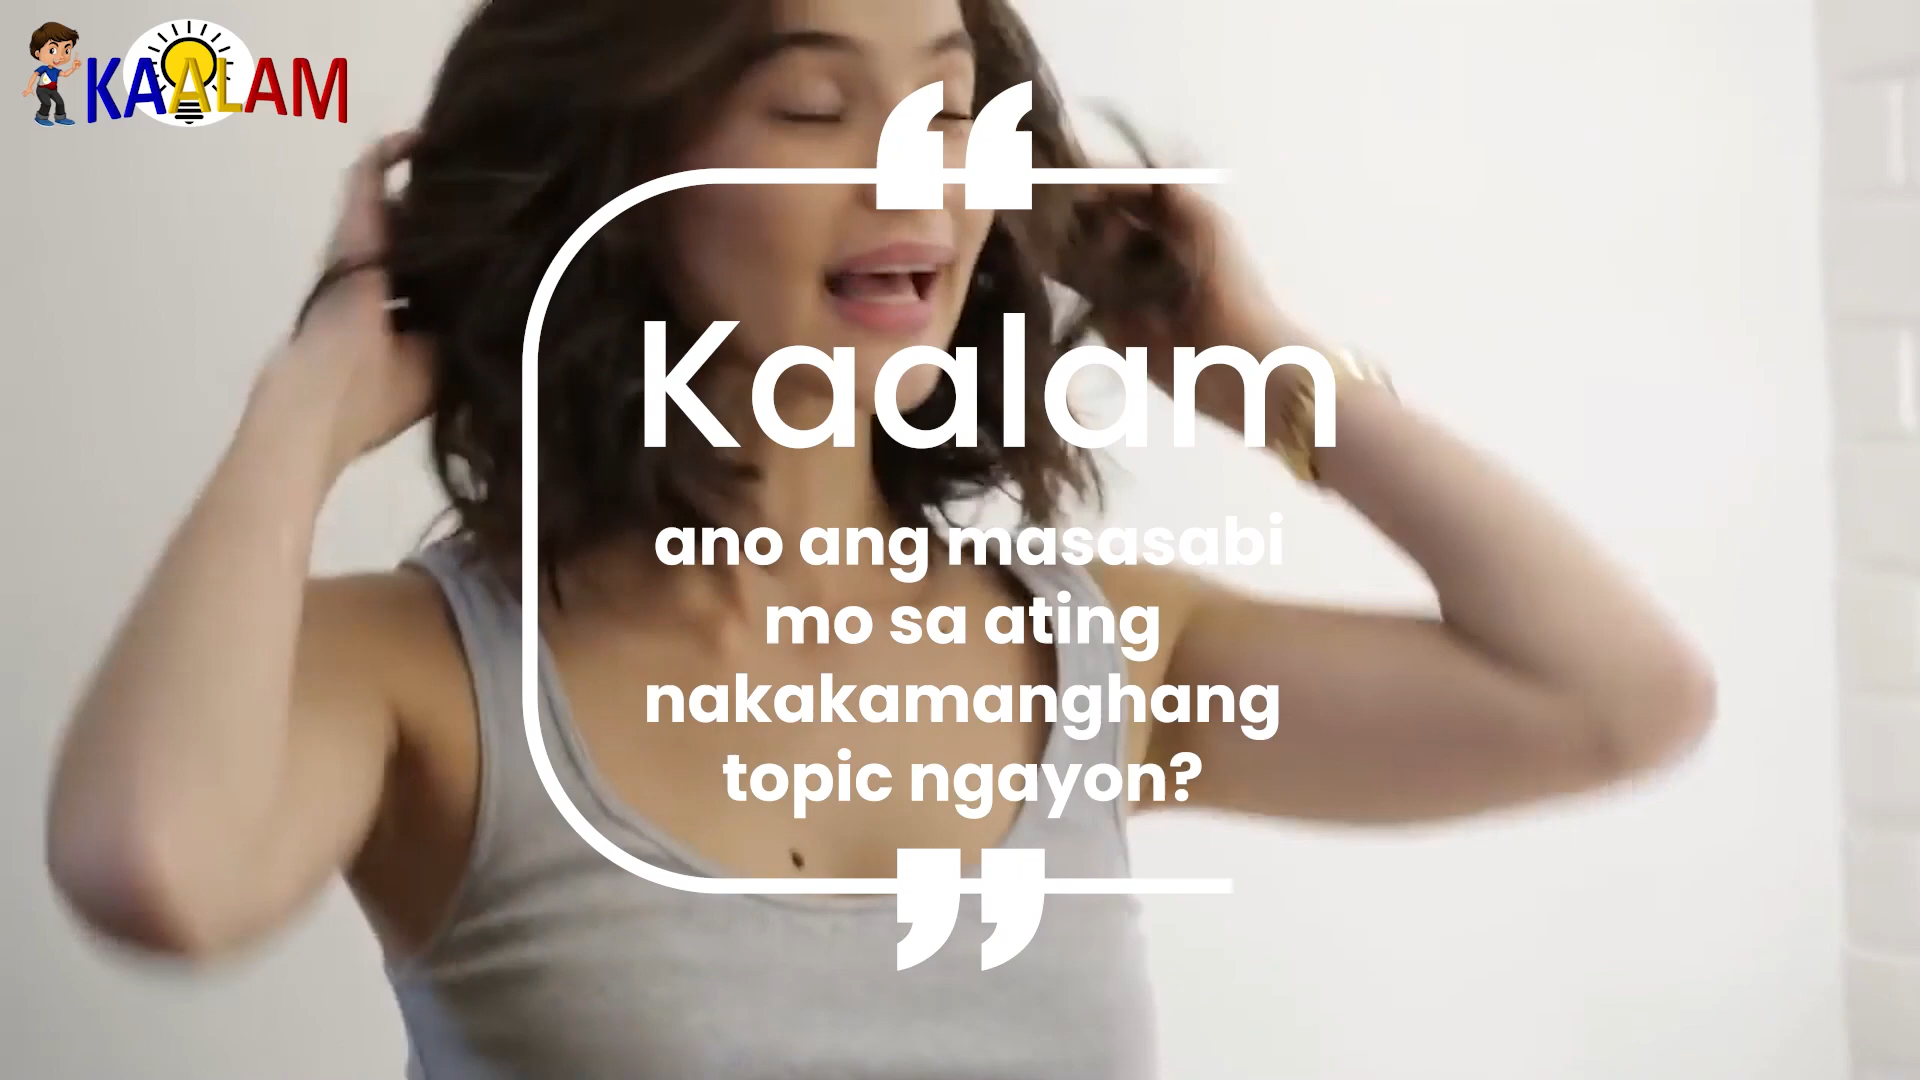 KAALAM
Kaalam
ano ang masasabi
mo sa ating
nakakamanghang
topic ngayon?